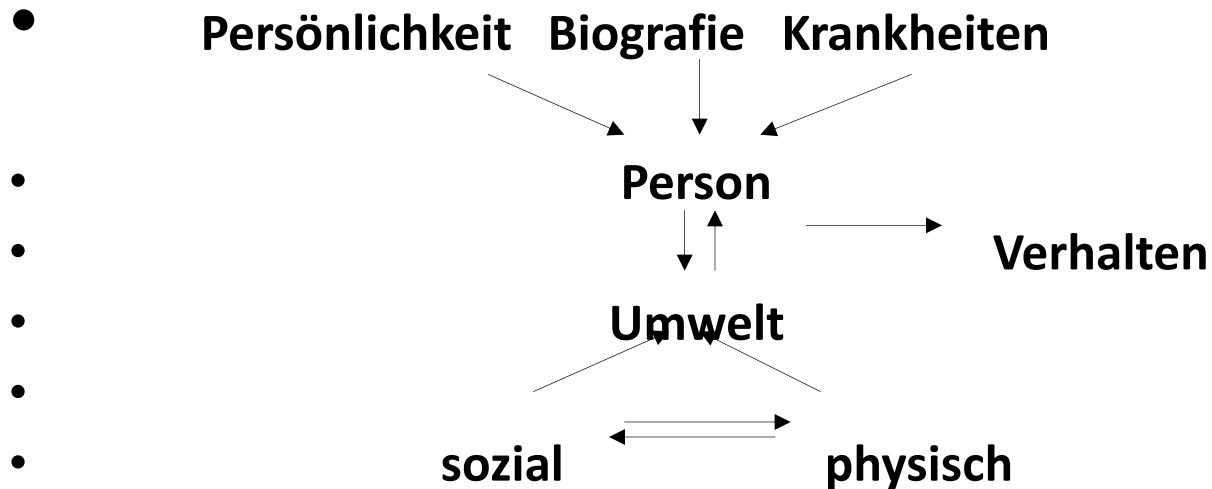 Persönlichkeit Biografie Krankheiten
Person
Verhalten
Umwelt
sozial physisch